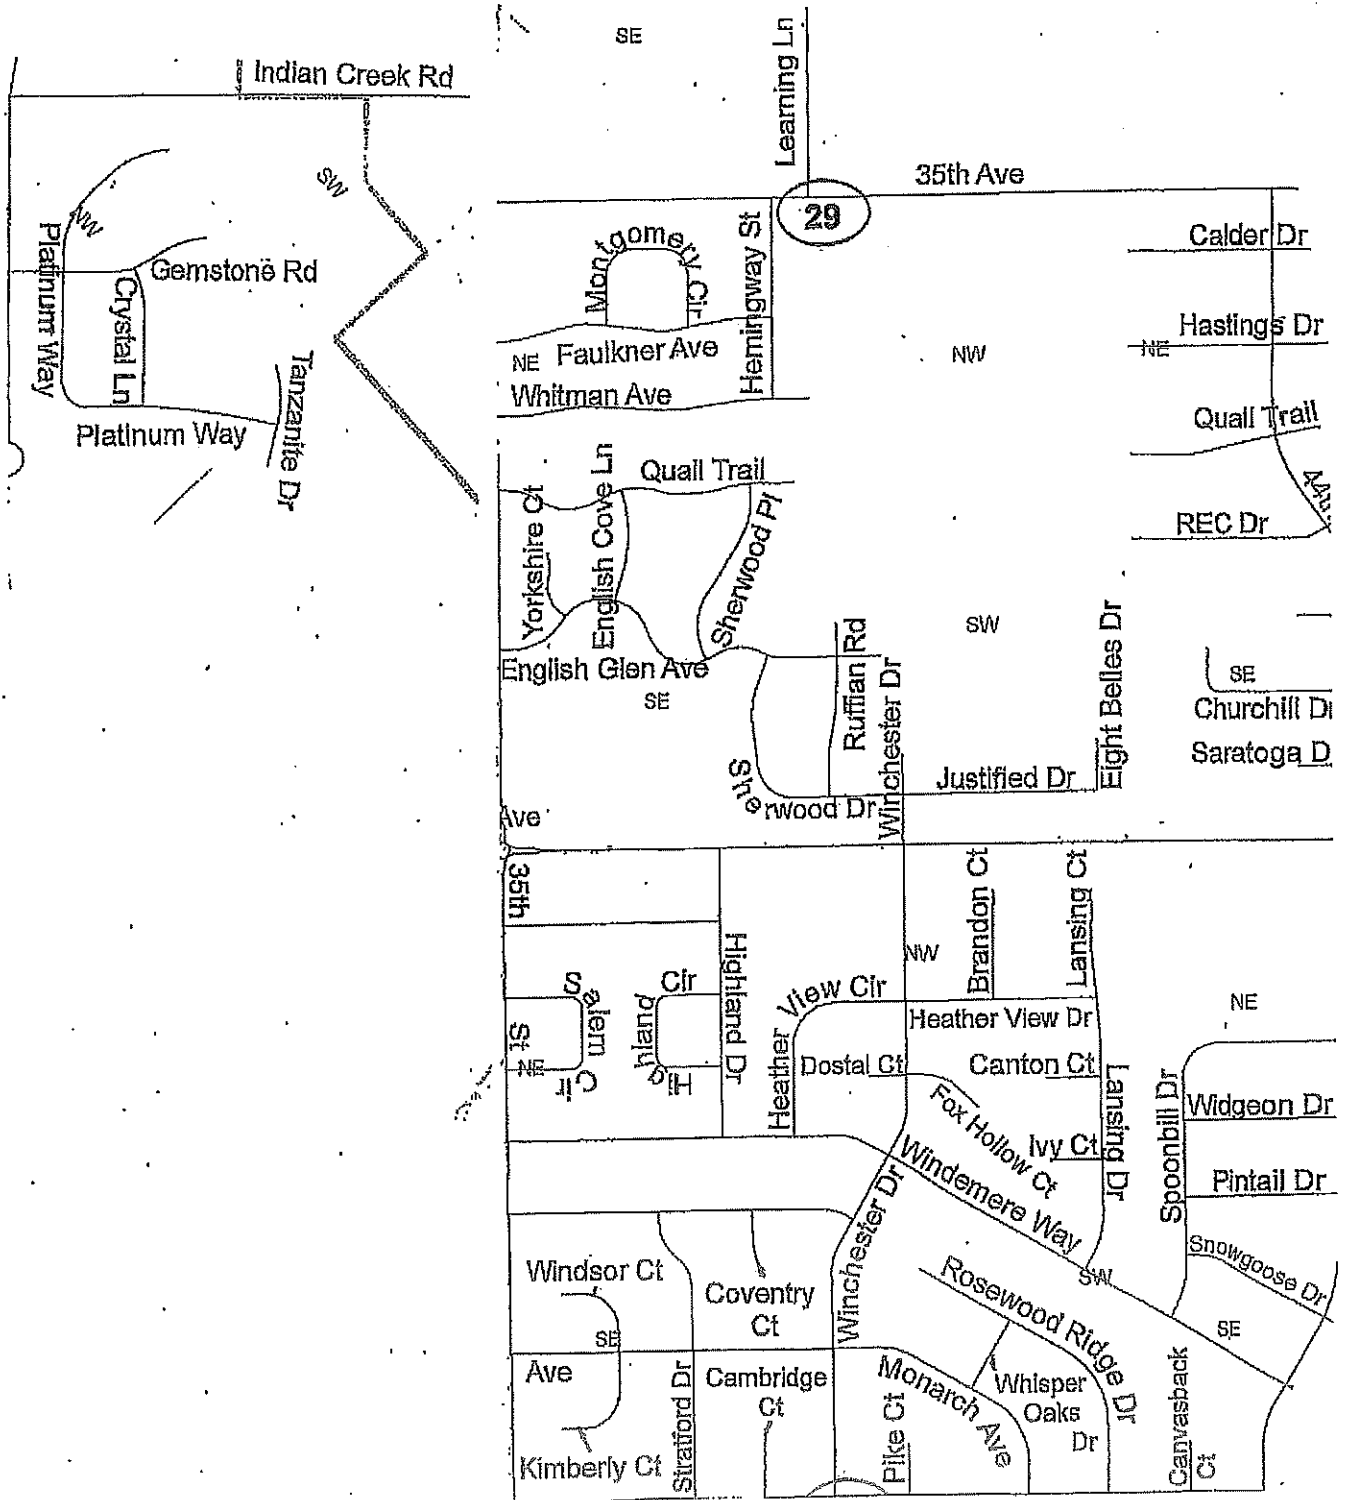 SE
Learning Ln
Indian Creek Rd
35th Ave
SW
29
NW
Platinum Way
Gemstone Rd
Crystal Ln
Montgomery Cir
Hemingway St
Calder Dr
Hastings Dr
NE
NE
Faulkner Ave
NW
Whitman Ave
Tanzanite Dr
Platinum Way
Quail Trail
Quail Trail
Yorkshire Ct
English Cove Ln
Sherwood Pl
REC Dr
SW
English Glen Ave
SE
Ruffian Rd
Winchester Dr
Eight Belles Dr
SE
Churchill Dr
Saratoga D
Sherwood Dr
Justified Dr
Ave
35th
Brandon Ct
Lansing Ct
NW
Highland Dr
Salem Cir
Highland Cir
Heather View Cir
Heather View Dr
NE
St
NE
Dostal Ct
Canton Ct
Fox Hollow Ct
Ivy Ct
Lansing Dr
Spoonbill Dr
Widgeon Dr
Pintail Dr
Windemere Way
Winchester Dr
SW
Snowgoose Dr
Windsor Ct
Coventry
Ct
Rosewood Ridge Dr
SE
SE
Ave
Stratford Dr
Cambridge
Ct
Monarch Ave
Whisper
Oaks
Dr
Pike Ct
Canvasback
Ct
Kimberly Ct